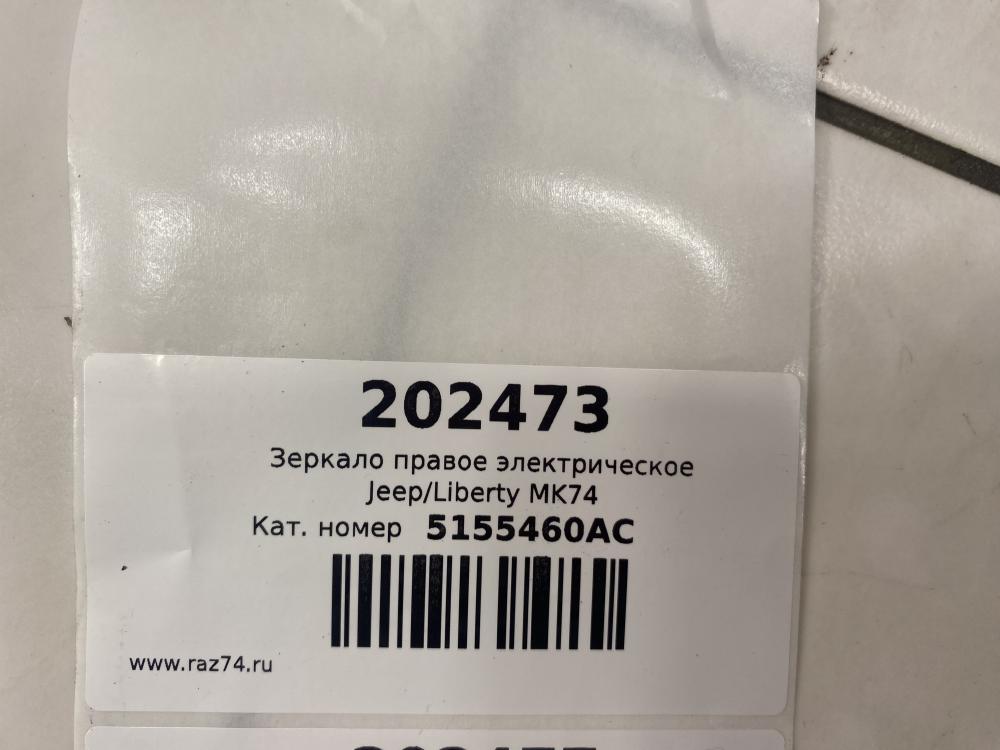 202473
Зеркало правое электрическое
Jeep/Liberty MK74
Кат. номер 5155460AC
www.raz74.ru